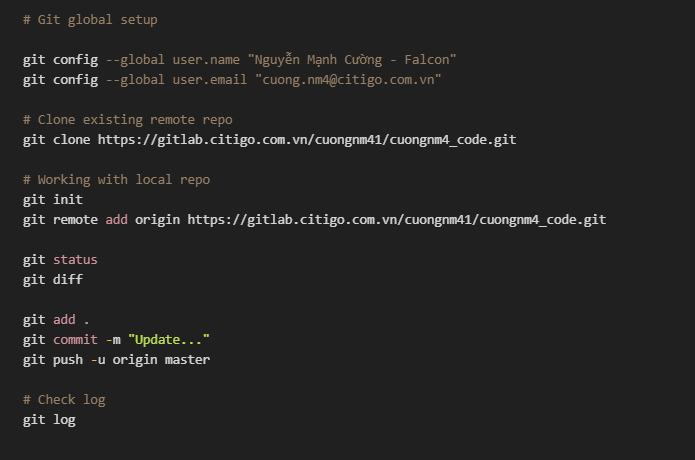 # Git global setup
git config --global user.name "Nguyễn Mạnh Cường - Falcon"
git config --global user.email "cuong.nm4@citigo.com.vn"
# Clone existing remote repo
git clone https://gitlab.citigo.com.vn/cuongnm41/cuongnm4_code.git
# Working with local repo
git init
git remote add origin https://gitlab.citigo.com.vn/cuongnm41/cuongnm4_code.git
git status
git diff
git add .
git commit -m "Update..."
git push -u origin master
# Check log
git log